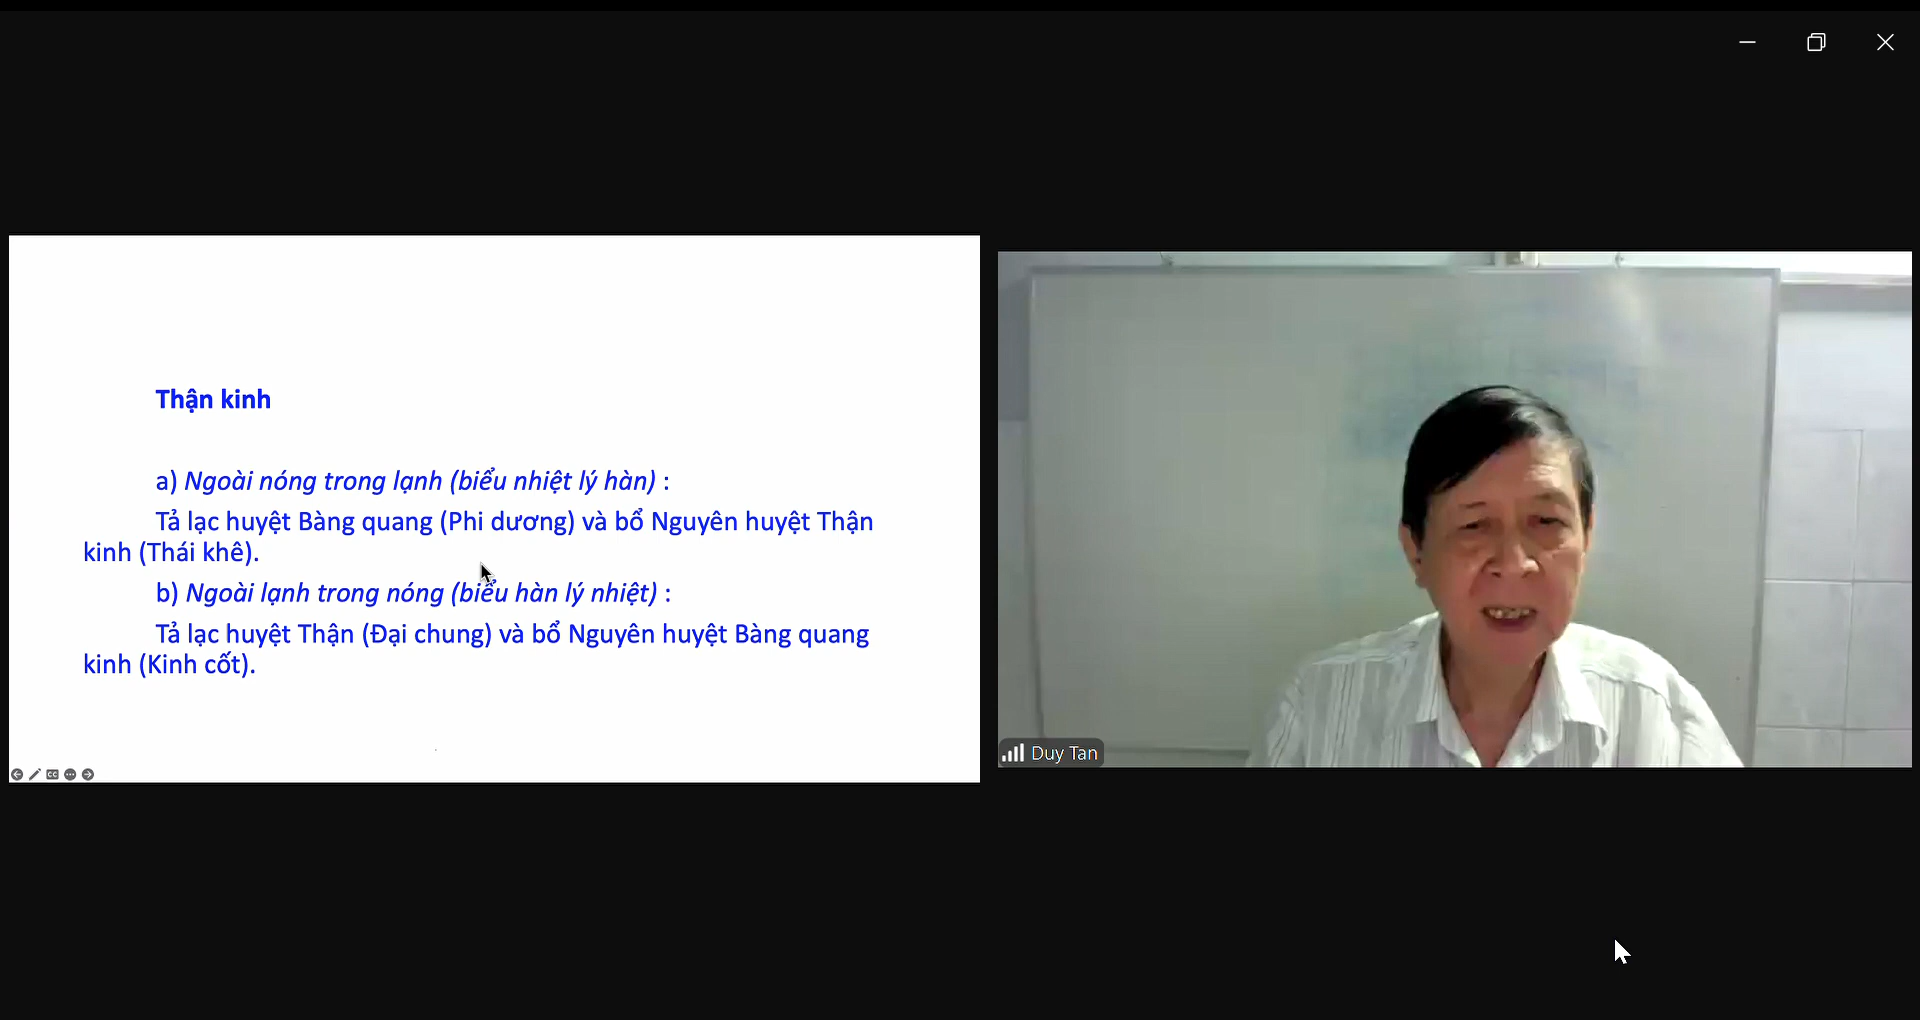 Thận kinh
a) Ngoài nóng trong lạnh (biểu nhiệt lý hàn) :
Tả lạc huyệt Bàng quang (Phi dương) và bổ Nguyên huyệt Thận
kinh (Thái khê).
b) Ngoài lạnh trong nóng (biểu hàn lý nhiệt) :
Tả lạc huyệt Thận (Đại chung) và bổ Nguyên huyệt Bàng quang
kinh (Kinh cốt).
CC
Duy Tan